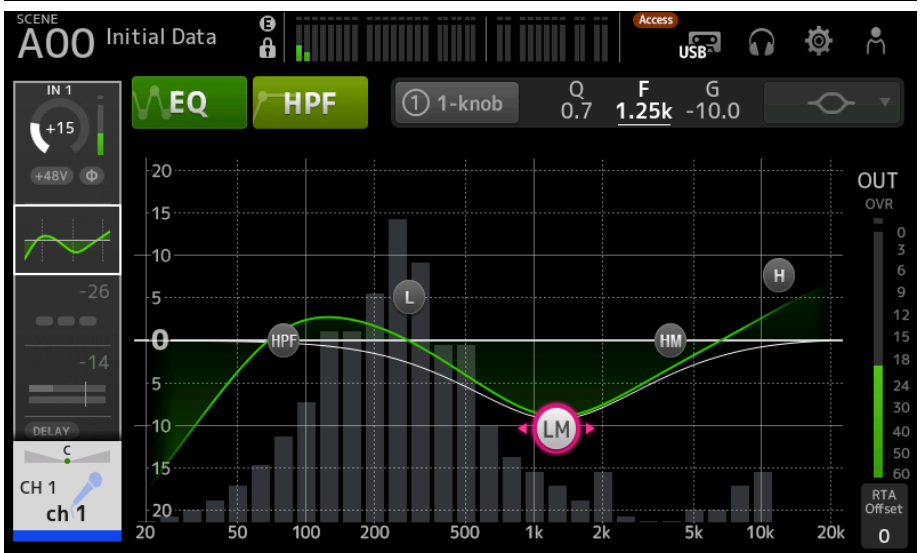 SCENE
A00 Initial Data
E
Access
USB
IN 1
+15
+48V Φ
-26
-14
DELAY
C
CH 1
ch 1
EQ
HPF
1 1-knob
Q F G
0.7 1.25k -10.0
20
15
10
5
0
5
10
15
20
HPF
L
LM
HM
H
20 50 100 200 500 1k 2k 5k 10k 20k
OUT
OVR
0
3
6
9
12
15
18
24
30
40
50
60
RTA
Offset
0